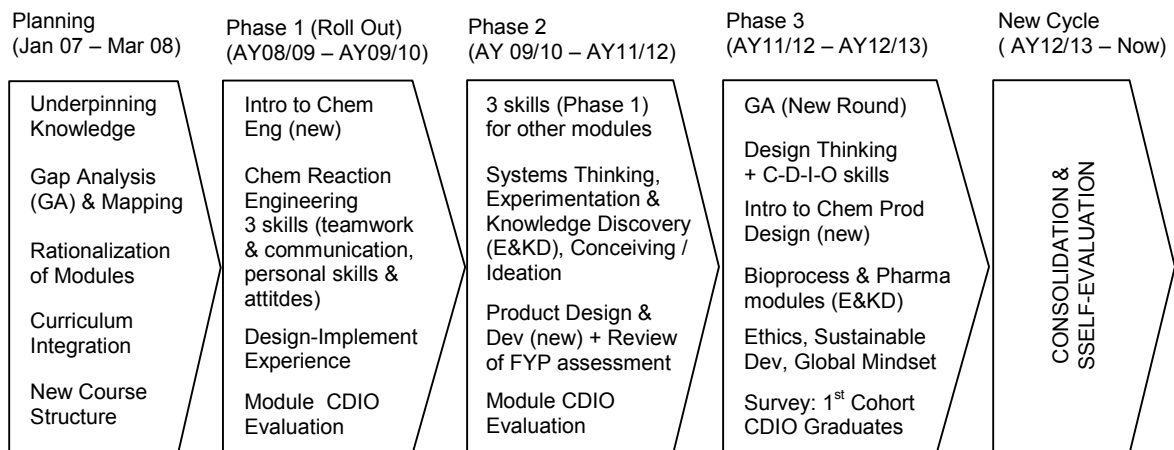 Planning
(Jan 07 – Mar 08)
Underpinning
Knowledge
Gap Analysis
(GA) & Mapping
Rationalization
of Modules
Curriculum
Integration
New Course
Structure
Phase 1 (Roll Out)
(AY08/09 – AY09/10)
Intro to Chem
Eng (new)
Chem Reaction
Engineering
3 skills (teamwork
& communication,
personal skills &
attitdes)
Design-Implement
Experience
Module CDIO
Evaluation
Phase 2
(AY 09/10 – AY11/12)
3 skills (Phase 1)
for other modules
Systems Thinking,
Experimentation &
Knowledge Discovery
(E&KD), Conceiving /
Ideation
Product Design &
Dev (new) + Review
of FYP assessment
Module CDIO
Evaluation
Phase 3
(AY11/12 – AY12/13)
GA (New Round)
Design Thinking
+ C-D-I-O skills
Intro to Chem Prod
Design (new)
Bioprocess & Pharma
modules (E&KD)
Ethics, Sustainable
Dev, Global Mindset
Survey: 1st Cohort
CDIO Graduates
New Cycle
( AY12/13 – Now)
CONSOLIDATION &
SSELF-EVALUATION